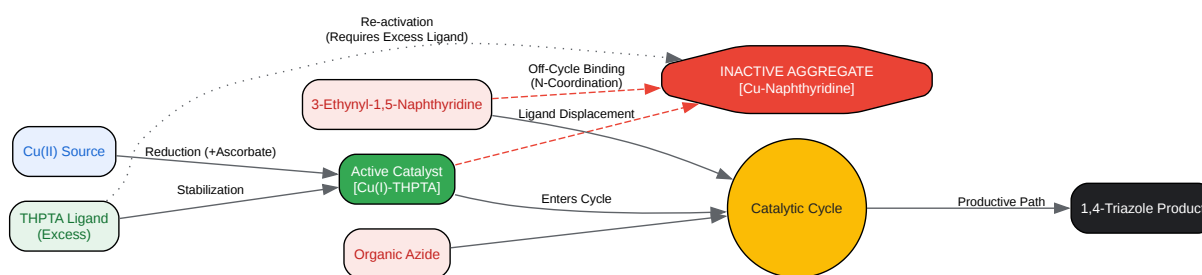 Re-activation
(Requires Excess Ligand)
Off-Cycle Binding
(N-Coordination)
INACTIVE AGGREGATE
[Cu-Naphthyridine]
3-Ethynyl-1,5-Naphthyridine
Ligand Displacement
Cu(II) Source
Reduction (+Ascorbate)
Active Catalyst
[Cu(I)-THPTA]
Stabilization
THPTA Ligand
(Excess)
Enters Cycle
Catalytic Cycle
Productive Path
1,4-Triazole Product
Organic Azide